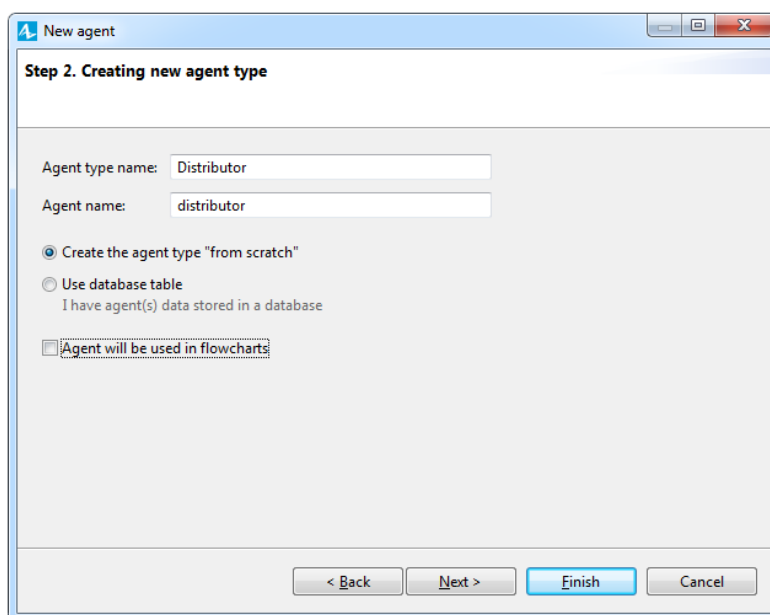 New agent
Step 2. Creating new agent type
Agent type name: Distributor
Agent name: distributor
Create the agent type "from scratch"
Use database table
I have agent(s) data stored in a database
Agent will be used in flowcharts
< Back Next > Finish Cancel